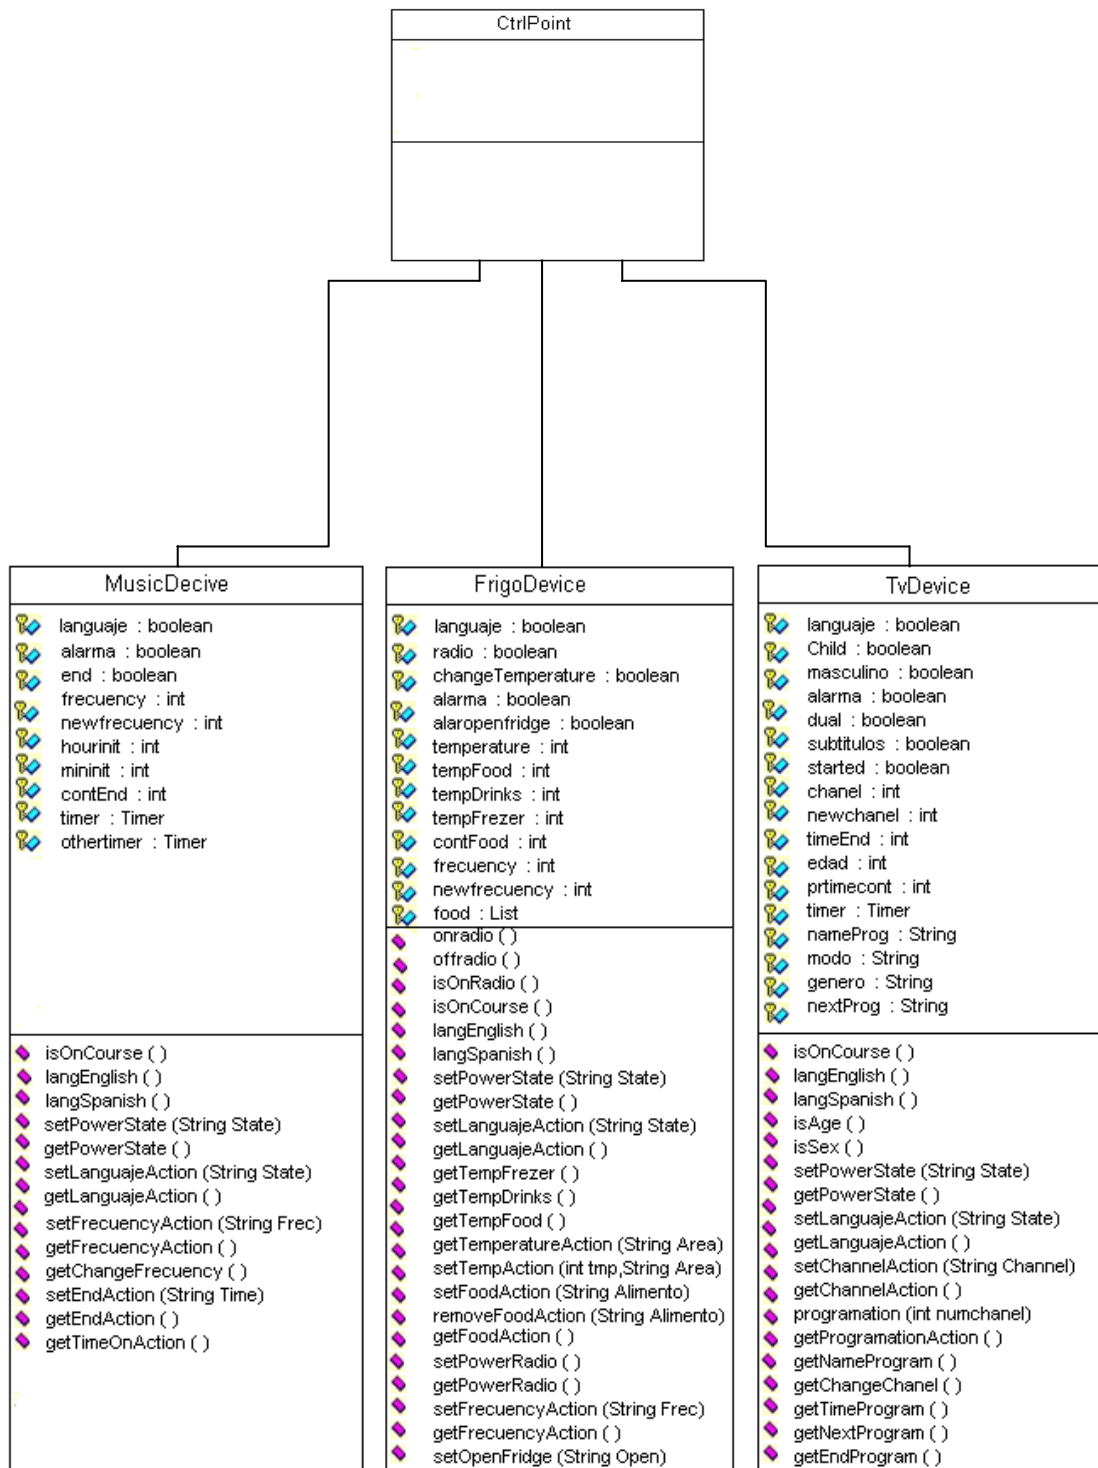 CtrlPoint
MusicDecive
languaje : boolean
alarma : boolean
end : boolean
frecuency : int
newfrecuency : int
hourinit : int
mininit : int
contEnd : int
timer : Timer
othertimer : Timer
isOnCourse ( )
langEnglish ( )
langSpanish ( )
setPowerState (String State)
getPowerState ( )
setLanguajeAction (String State)
getLanguajeAction ( )
setFrecuencyAction (String Frec)
getFrecuencyAction ( )
getChangeFrecuency ( )
setEndAction (String Time)
getEndAction ( )
getTimeOnAction ( )
FrigoDevice
languaje : boolean
radio : boolean
changeTemperature : boolean
alarma : boolean
alaropenfridge : boolean
temperature : int
tempFood : int
tempDrinks : int
tempFrezer : int
contFood : int
frecuency : int
newfrecuency : int
food : List
onradio ( )
offradio ( )
isOnRadio ( )
isOnCourse ( )
langEnglish ( )
langSpanish ( )
setPowerState (String State)
getPowerState ( )
setLanguajeAction (String State)
getLanguajeAction ( )
getTempFrezer ( )
getTempDrinks ( )
getTempFood ( )
getTemperatureAction (String Area)
setTempAction (int tmp,String Area)
setFoodAction (String Alimento)
removeFoodAction (String Alimento)
getFoodAction ( )
setPowerRadio ( )
getPowerRadio ( )
setFrecuencyAction (String Frec)
getFrecuencyAction ( )
setOpenFridge (String Open)
TvDevice
languaje : boolean
Child : boolean
masculino : boolean
alarma : boolean
dual : boolean
subtitulos : boolean
started : boolean
chanel : int
newchanel : int
timeEnd : int
edad : int
prtimecont : int
timer : Timer
nameProg : String
modo : String
genero : String
nextProg : String
isOnCourse ( )
langEnglish ( )
langSpanish ( )
isAge ( )
isSex ( )
setPowerState (String State)
getPowerState ( )
setLanguajeAction (String State)
getLanguajeAction ( )
setChannelAction (String Channel)
getChannelAction ( )
programation (int numchanel)
getProgramationAction ( )
getNameProgram ( )
getChangeChanel ( )
getTimeProgram ( )
getNextProgram ( )
getEndProgram ( )